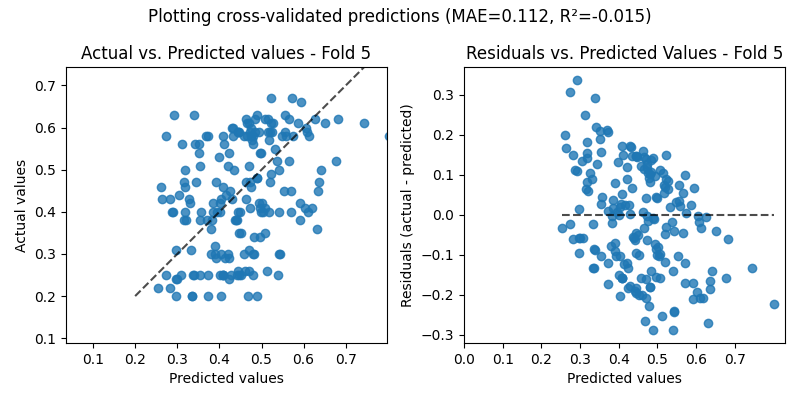 Plotting cross-validated predictions (MAE=0.112, R²=-0.015)
Actual vs. Predicted values - Fold 5
Residuals vs. Predicted Values - Fold 5
Actual values
0.7
0.6
0.5
0.4
0.3
0.2
0.1
0.1 0.2 0.3 0.4 0.5 0.6 0.7
Predicted values
Residuals (actual - predicted)
0.3
0.2
0.1
0.0
−0.1
−0.2
−0.3
0.0 0.1 0.2 0.3 0.4 0.5 0.6 0.7
Predicted values